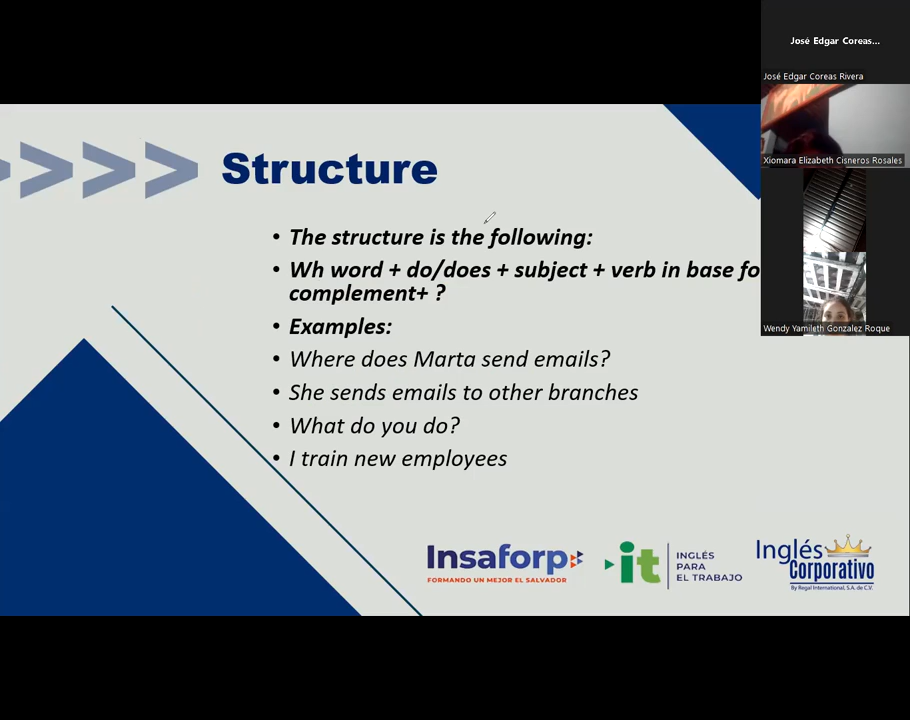 José Edgar Coreas...
José Edgar Coreas Rivera
Xiomara Elizabeth Cisneros Rosales
Wendy Yamileth Gonzalez Roque
Structure
• The structure is the following:
• Wh word + do/does + subject + verb in base fo
complement+ ?
• Examples:
• Where does Marta send emails?
• She sends emails to other branches
• What do you do?
• I train new employees
Insaforp
FORMANDO UN MEJOR EL SALVADOR
it
INGLÉS
PARA
EL TRABAJO
Inglés
Corporativo
By Regal International, S.A. de C.V.